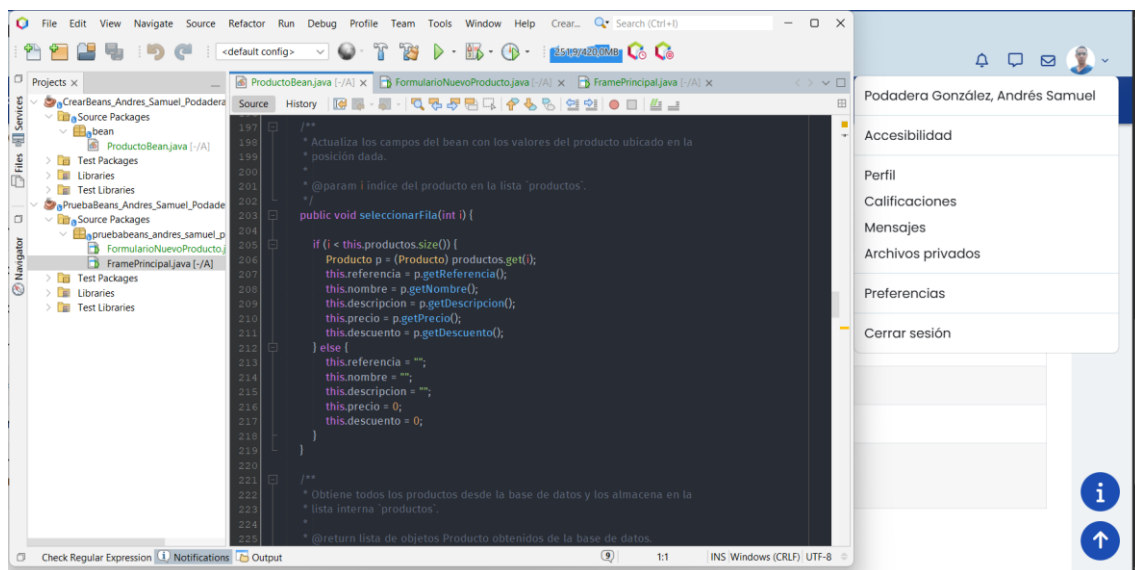 File Edit View Navigate Source Refactor Run Debug Profile Team Tools Window Help Crear... Search (Ctrl+I)
<default config> 251,9/420,0MB
Projects
ProductoBean.java [-/A] FormularioNuevoProducto.java [-/A] FramePrincipal.java [-/A]
Source History
Services
Files
Navigator
CrearBeans_Andres_Samuel_Podadera
Source Packages
bean
ProductoBean.java [-/A]
Test Packages
Libraries
Test Libraries
PruebaBeans_Andres_Samuel_Podade
Source Packages
pruebabeans_andres_samuel_p
FormularioNuevoProducto.j
FramePrincipal.java [-/A]
Test Packages
Libraries
Test Libraries
197 /**
198 * Actualiza los campos del bean con los valores del producto ubicado en la
199 * posición dada.
200 *
201 * @param i índice del producto en la lista `productos`.
202 */
203 public void seleccionarFila(int i) {
204
205 if (i < this.productos.size()) {
206 Producto p = (Producto) productos.get(i);
207 this.referencia = p.getReferencia();
208 this.nombre = p.getNombre();
209 this.descripcion = p.getDescripcion();
210 this.precio = p.getPrecio();
211 this.descuento = p.getDescuento();
212 } else {
213 this.referencia = "";
214 this.nombre = "";
215 this.descripcion = "";
216 this.precio = 0;
217 this.descuento = 0;
218 }
219 }
220
221 /**
222 * Obtiene todos los productos desde la base de datos y los almacena en la
223 * lista interna `productos`.
224 *
225 * @return lista de objetos Producto obtenidos de la base de datos.
Check Regular Expression Notifications Output 9 1:1 INS Windows (CRLF) UTF-8
Podadera González, Andrés Samuel
Accesibilidad
Perfil
Calificaciones
Mensajes
Archivos privados
Preferencias
Cerrar sesión